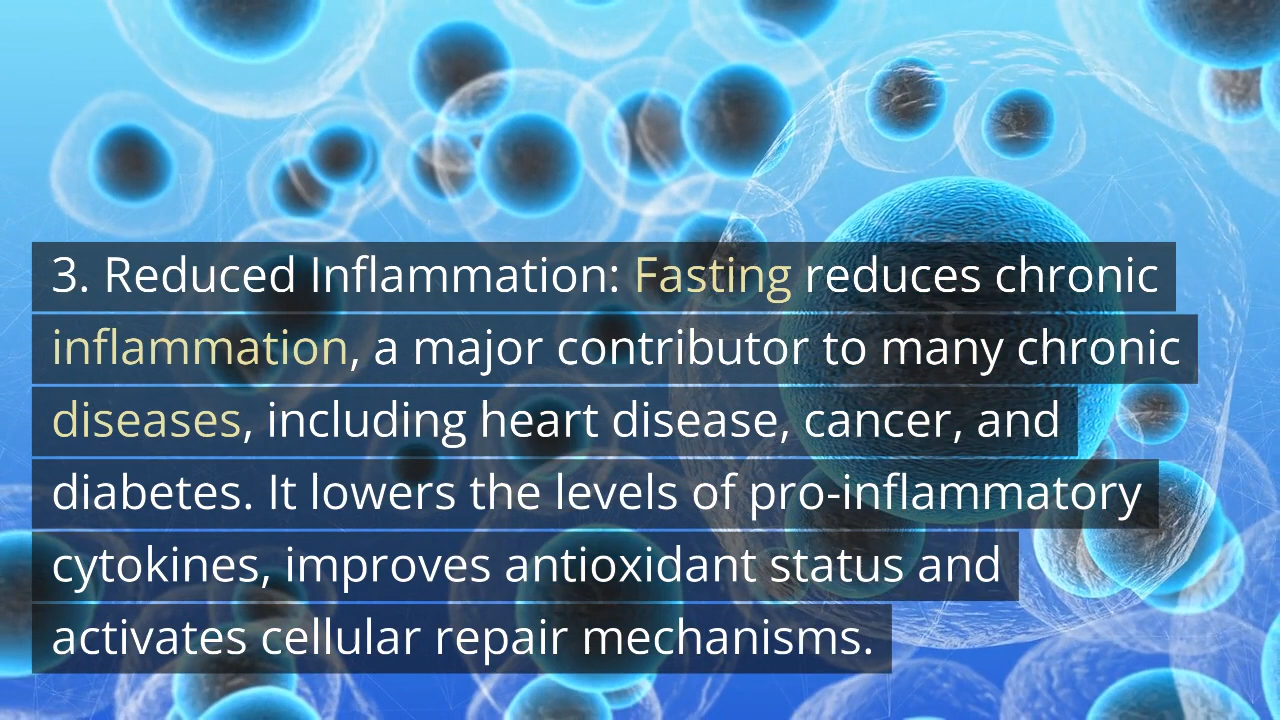 3. Reduced Inflammation: Fasting reduces chronic
inflammation, a major contributor to many chronic
diseases, including heart disease, cancer, and
diabetes. It lowers the levels of pro-inflammatory
cytokines, improves antioxidant status and
activates cellular repair mechanisms.